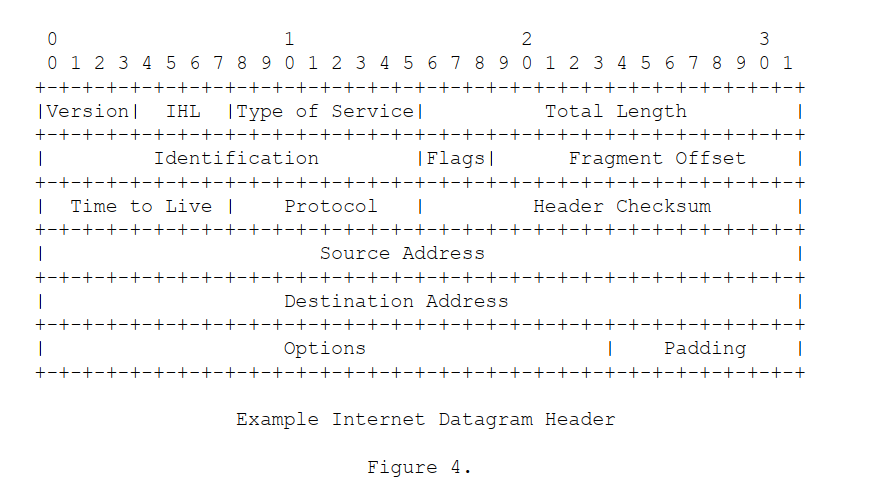 0                   1                   2                   3
 0 1 2 3 4 5 6 7 8 9 0 1 2 3 4 5 6 7 8 9 0 1 2 3 4 5 6 7 8 9 0 1
+-+-+-+-+-+-+-+-+-+-+-+-+-+-+-+-+-+-+-+-+-+-+-+-+-+-+-+-+-+-+-+-+
|Version|  IHL  |Type of Service|          Total Length         |
+-+-+-+-+-+-+-+-+-+-+-+-+-+-+-+-+-+-+-+-+-+-+-+-+-+-+-+-+-+-+-+-+
|         Identification        |Flags|      Fragment Offset    |
+-+-+-+-+-+-+-+-+-+-+-+-+-+-+-+-+-+-+-+-+-+-+-+-+-+-+-+-+-+-+-+-+
|  Time to Live |    Protocol   |         Header Checksum       |
+-+-+-+-+-+-+-+-+-+-+-+-+-+-+-+-+-+-+-+-+-+-+-+-+-+-+-+-+-+-+-+-+
|                       Source Address                          |
+-+-+-+-+-+-+-+-+-+-+-+-+-+-+-+-+-+-+-+-+-+-+-+-+-+-+-+-+-+-+-+-+
|                    Destination Address                        |
+-+-+-+-+-+-+-+-+-+-+-+-+-+-+-+-+-+-+-+-+-+-+-+-+-+-+-+-+-+-+-+-+
|                    Options                    |    Padding    |
+-+-+-+-+-+-+-+-+-+-+-+-+-+-+-+-+-+-+-+-+-+-+-+-+-+-+-+-+-+-+-+-+
Example Internet Datagram Header
Figure 4.